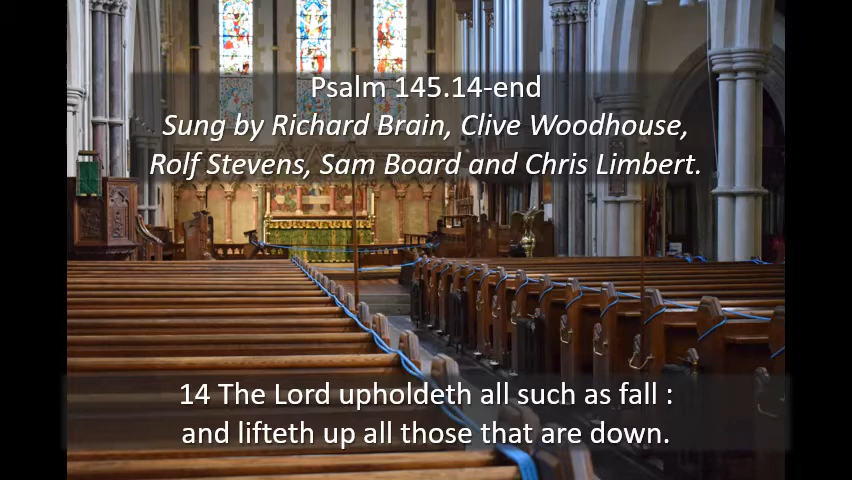 Psalm 145.14-end
Sung by Richard Brain, Clive Woodhouse,
Rolf Stevens, Sam Board and Chris Limbert.
14 The Lord upholdeth all such as fall :
and lifteth up all those that are down.